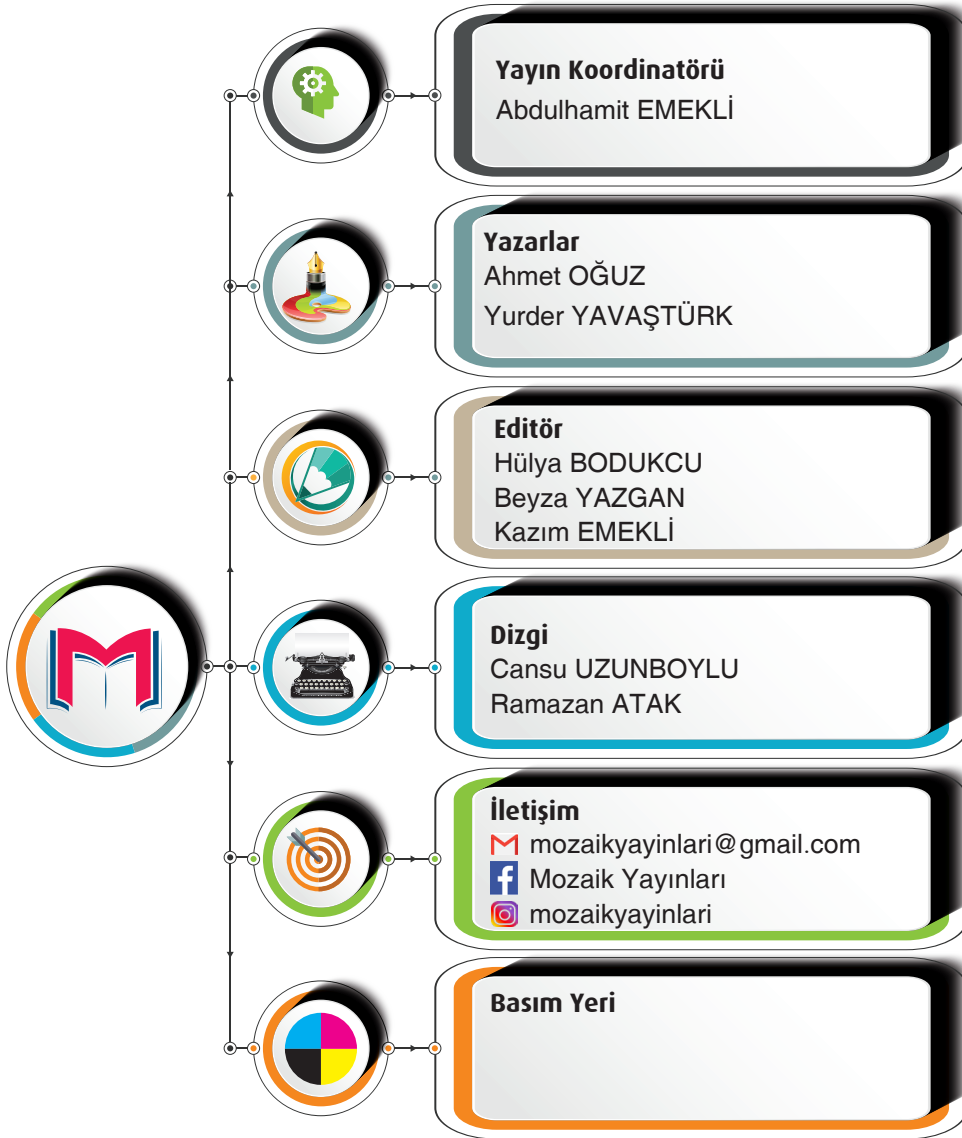 Yayın Koordinatörü
Abdulhamit EMEKLİ
Yazarlar
Ahmet OĞUZ
Yurder YAVAŞTÜRK
Editör
Hülya BODUKCU
Beyza YAZGAN
Kazım EMEKLİ
Dizgi
Cansu UZUNBOYLU
Ramazan ATAK
İletişim
mozaikyayinlari@gmail.com
Mozaik Yayınları
mozaikyayinlari
Basım Yeri